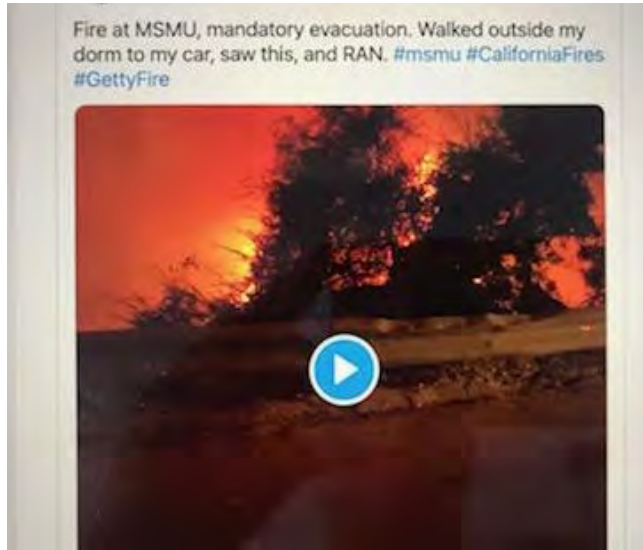 Fire at MSMU, mandatory evacuation. Walked outside my
dorm to my car, saw this, and RAN. #msmu #CaliforniaFires
#GettyFire